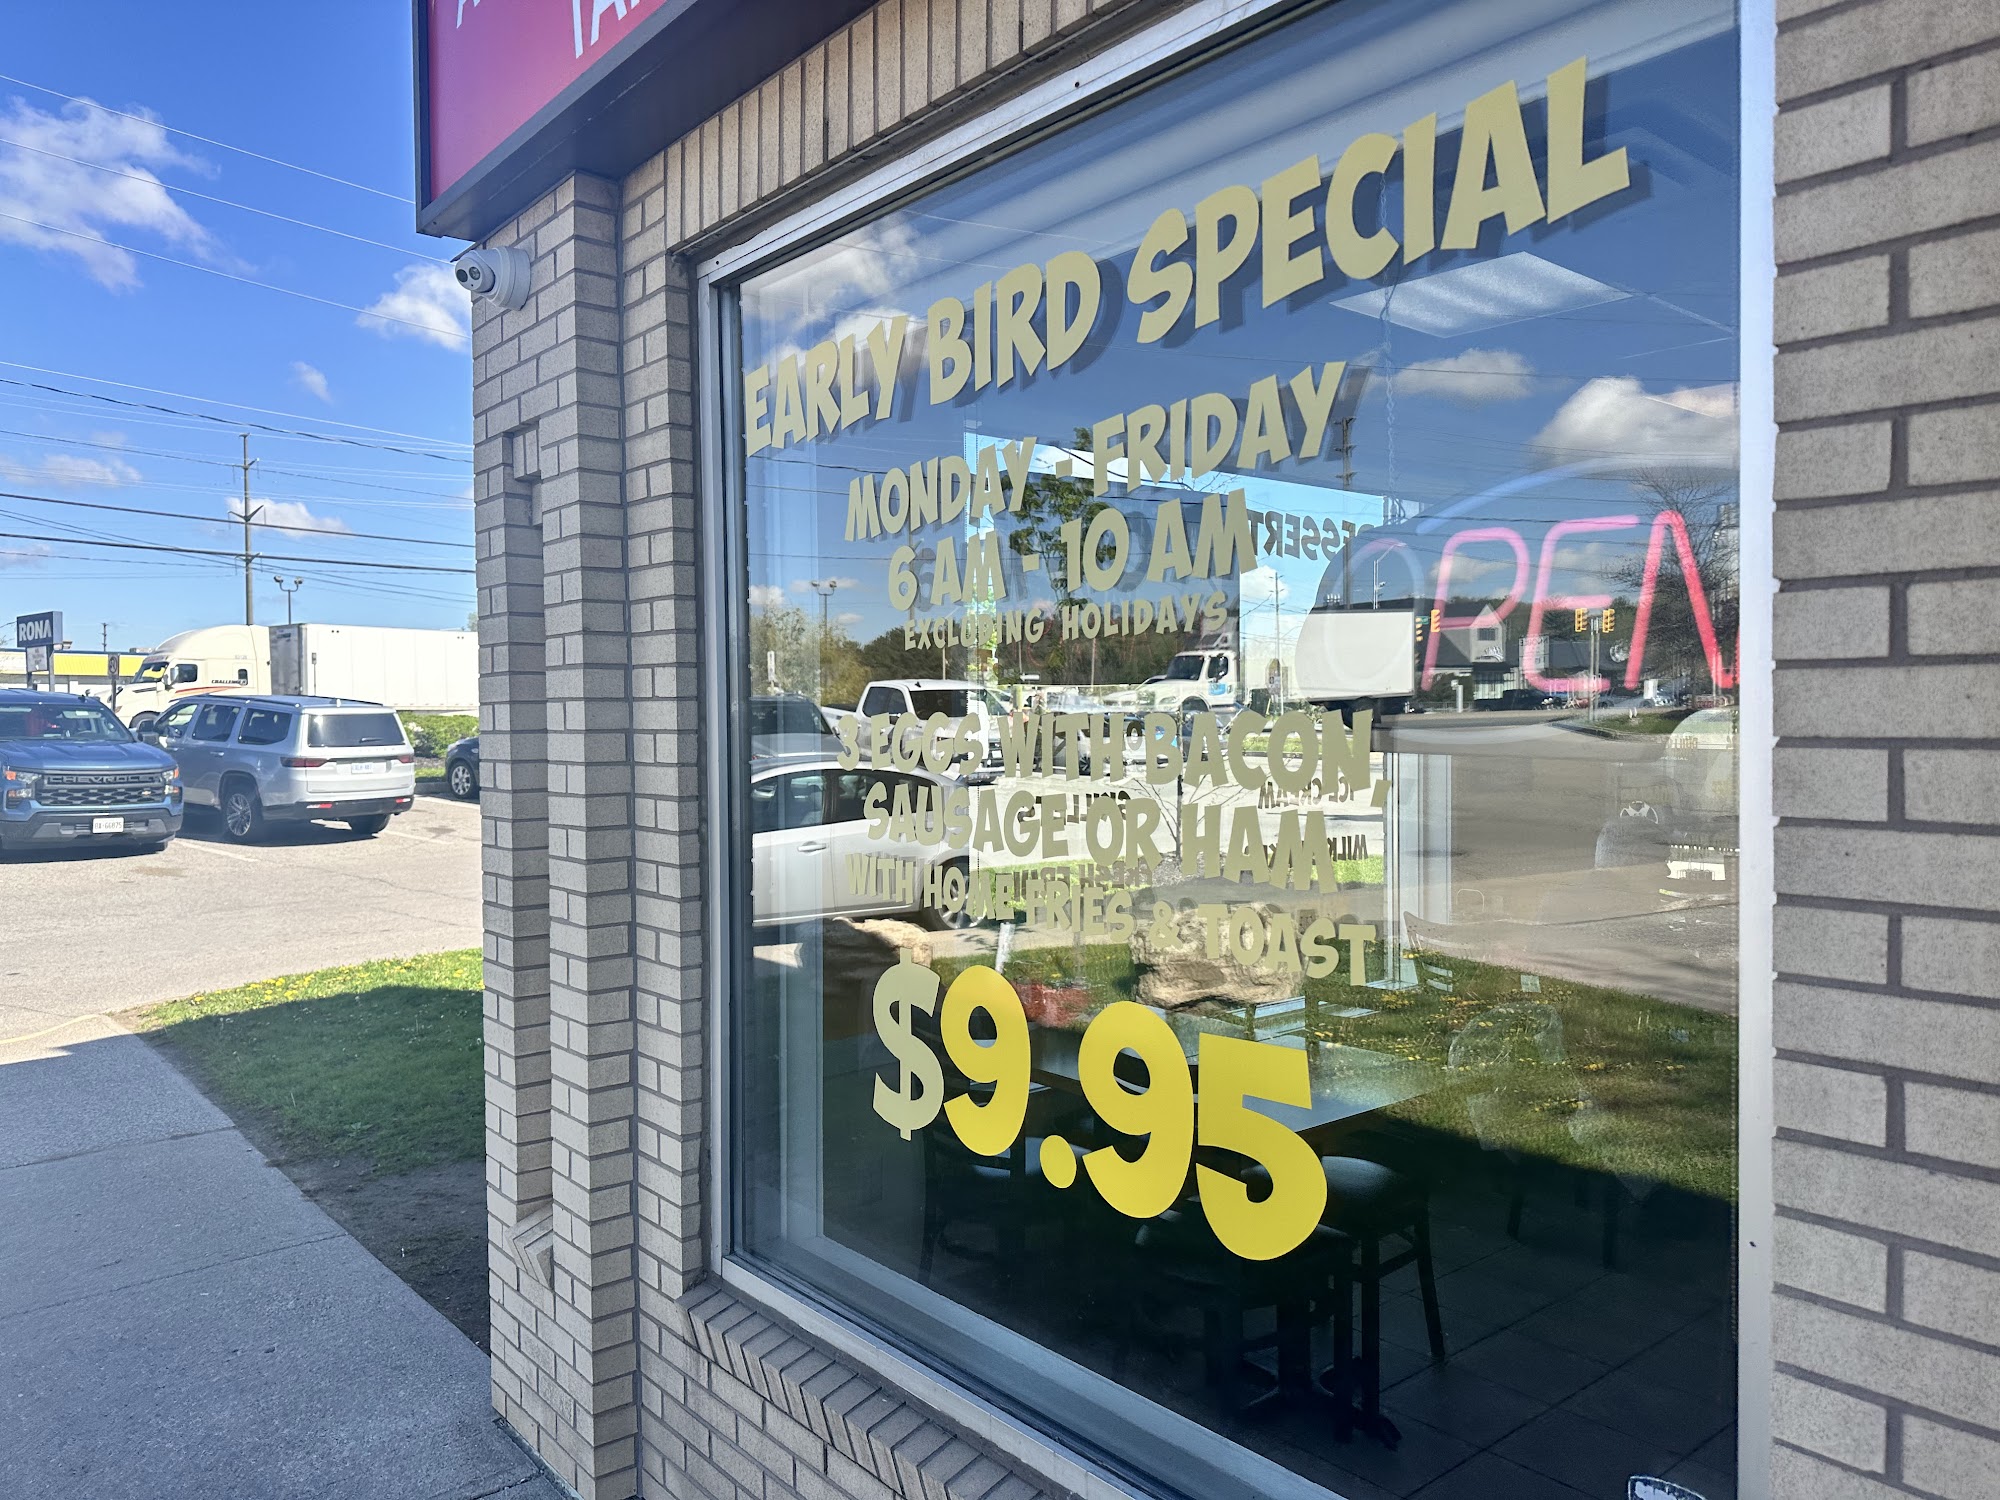 EARLY BIRD SPECIAL
MONDAY - FRIDAY
6 AM - 10 AM
EXCLUDING HOLIDAYS
3 EGGS WITH BACON,
SAUSAGE OR HAM
WITH HOME FRIES & TOAST
$9.95
OPEN
RONA
CHALLENGER
CHEVROLET